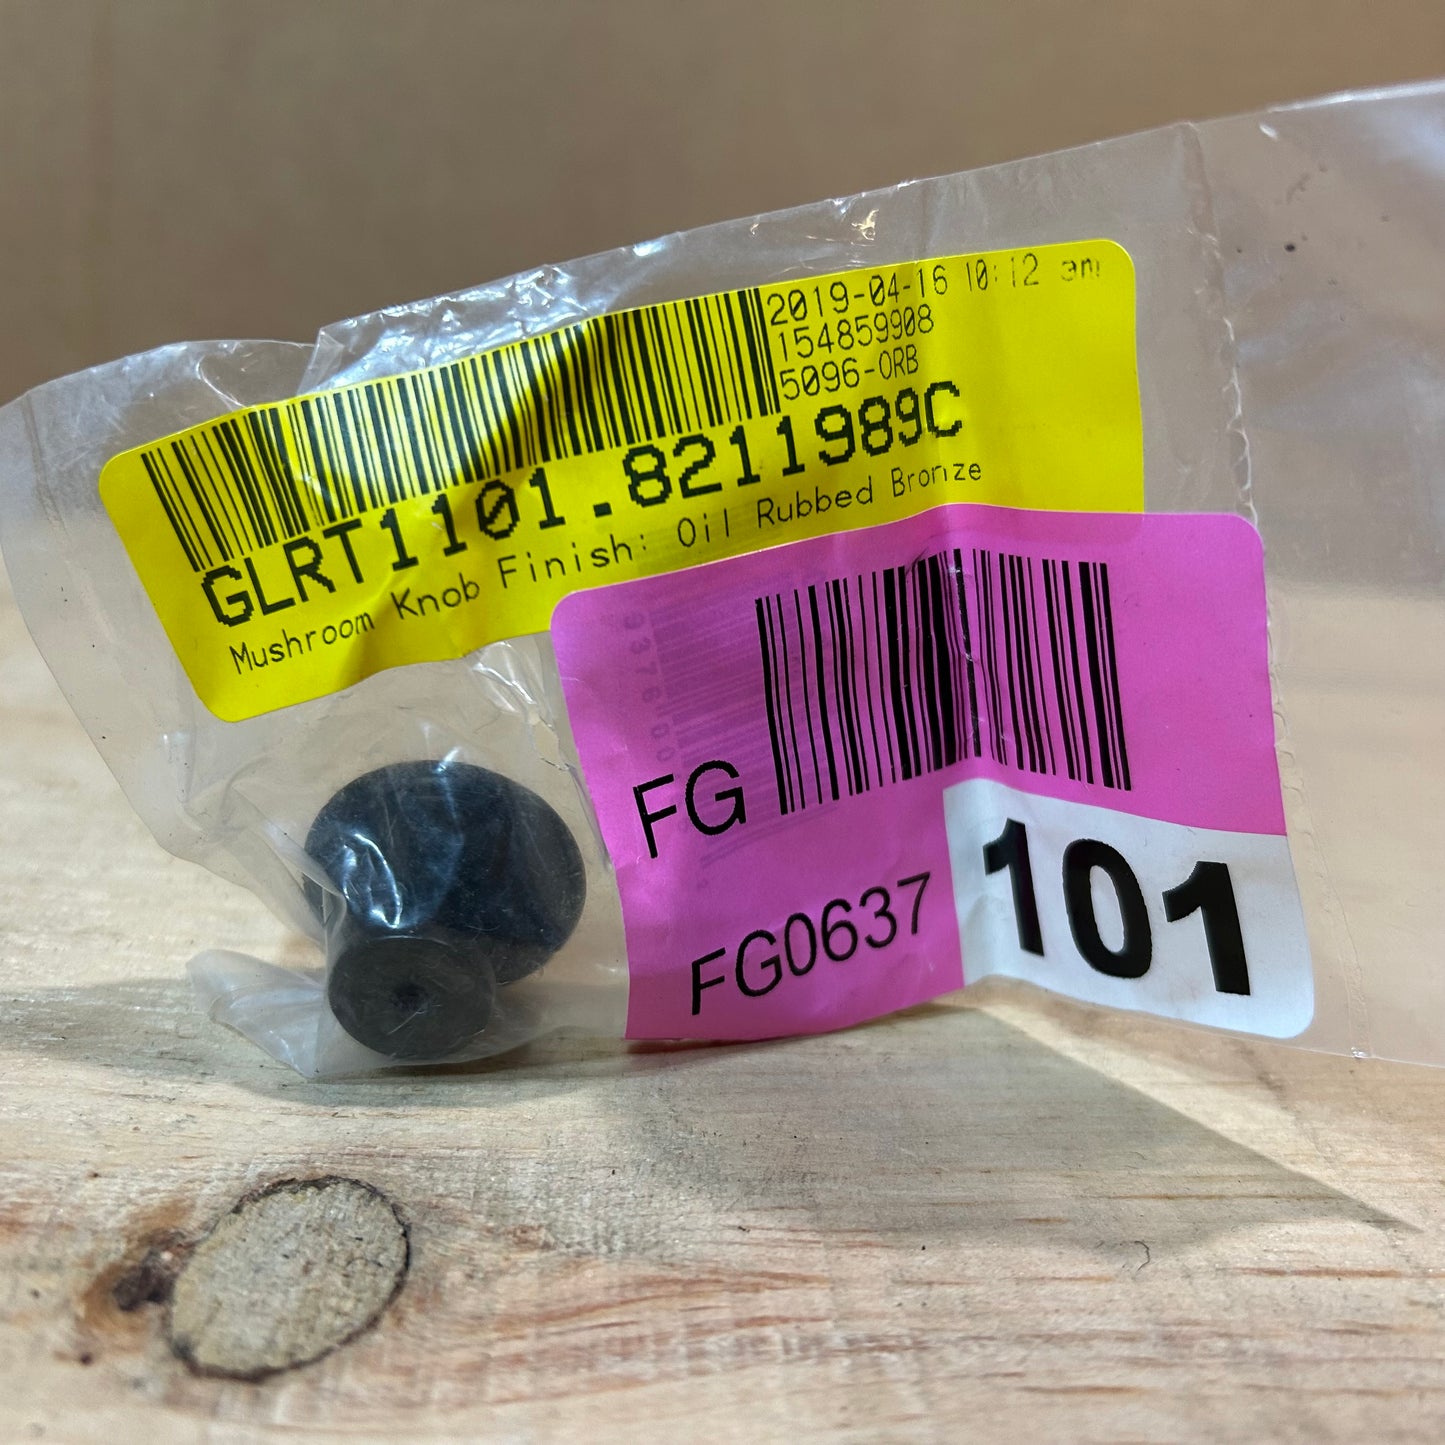 2019-04-16 10:12 am
154859908
5096-ORB
GLRT1101.8211989C
Mushroom Knob Finish: Oil Rubbed Bronze
FG
FG0637
101